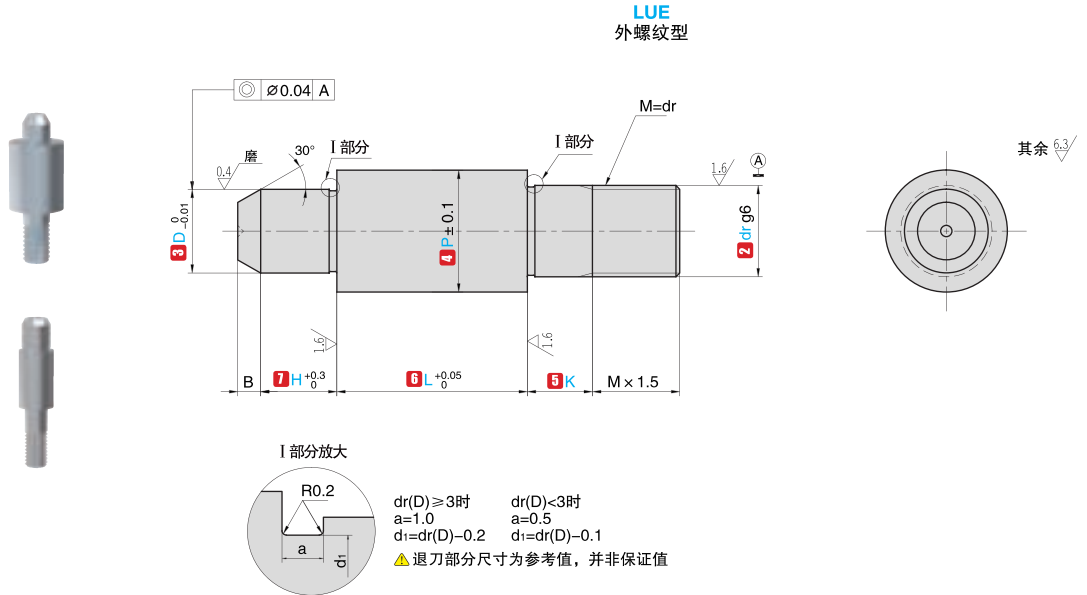 LUE
外螺纹型
⌀0.04 A
M=dr
I 部分
I 部分
30°
磨
0.4
1.6
A
其余 6.3
3 D 0 -0.01
4 P±0.1
2 dr g6
1.6
1.6
B
7 H +0.3 0
6 L +0.05 0
5 K
M×1.5
I 部分放大
R0.2
a
d1
dr(D)≥3时
a=1.0
d1=dr(D)-0.2
dr(D)<3时
a=0.5
d1=dr(D)-0.1
退刀部分尺寸为参考值，并非保证值